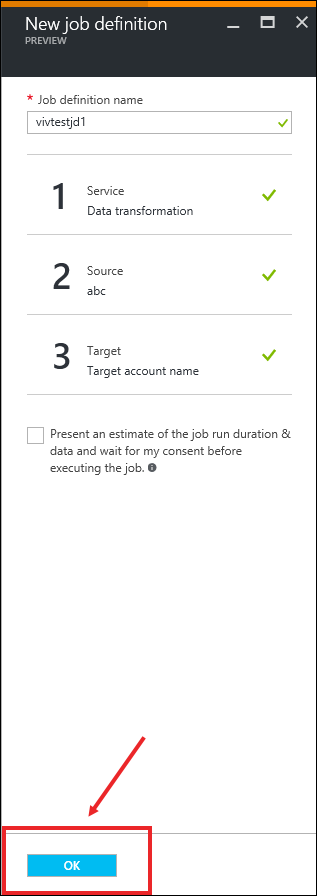 New job definition
PREVIEW
* Job definition name
vivtestjd1
1
Service
Data transformation
2
Source
abc
3
Target
Target account name
Present an estimate of the job run duration &
data and wait for my consent before
executing the job.
OK